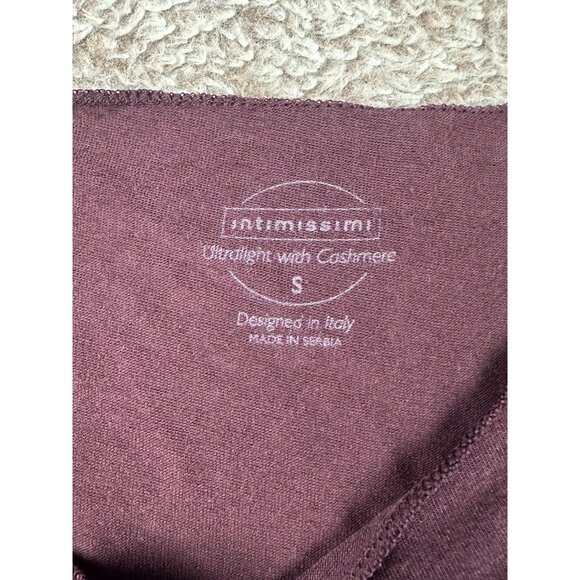 intimissimi
Ultralight with Cashmere
S
Designed in Italy
MADE IN SERBIA